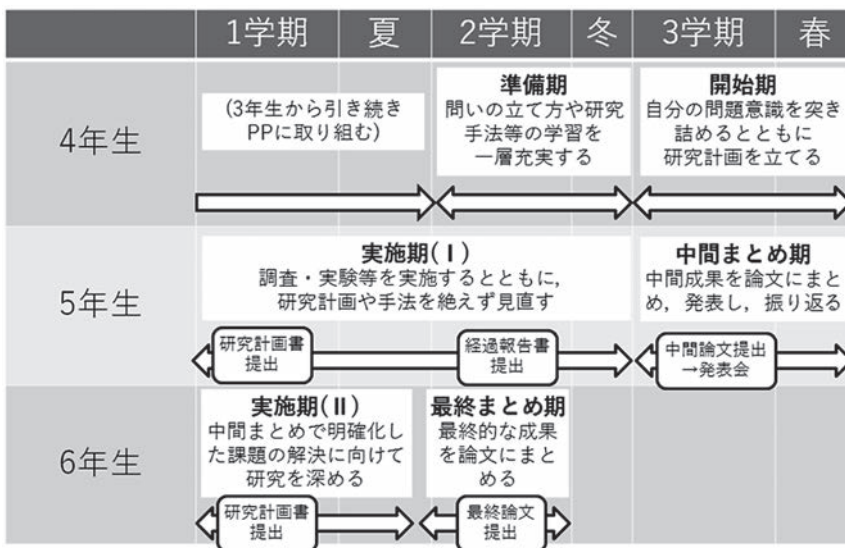 1学期 夏 2学期 冬 3学期 春
4年生
(3年生から引き続き
PPに取り組む)
準備期
問いの立て方や研究
手法等の学習を
一層充実する
開始期
自分の問題意識を突き
詰めるとともに
研究計画を立てる
5年生
実施期(Ⅰ)
調査・実験等を実施するとともに,
研究計画や手法を絶えず見直す
中間まとめ期
中間成果を論文にまと
め,発表し,振り返る
研究計画書
提出
経過報告書
提出
中間論文提出
→発表会
6年生
実施期(Ⅱ)
中間まとめで明確化し
た課題の解決に向けて
研究を深める
最終まとめ期
最終的な成果
を論文にまと
める
研究計画書
提出
最終論文
提出